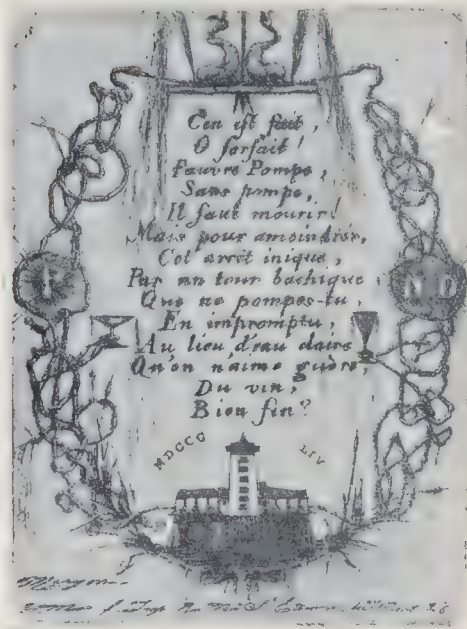 C'en est fait,
O forfait!
Pauvre Pompe,
Sans pompe,
Il faut mourir!
Mais pour amoindrir,
Cet arrêt inique,
Par un tour bachique
Que ne pompes-tu,
En impromptu,
Au lieu d'eau claire
Qu'on n'aime guère,
Du vin,
Bien fin?
MDCCC LIV